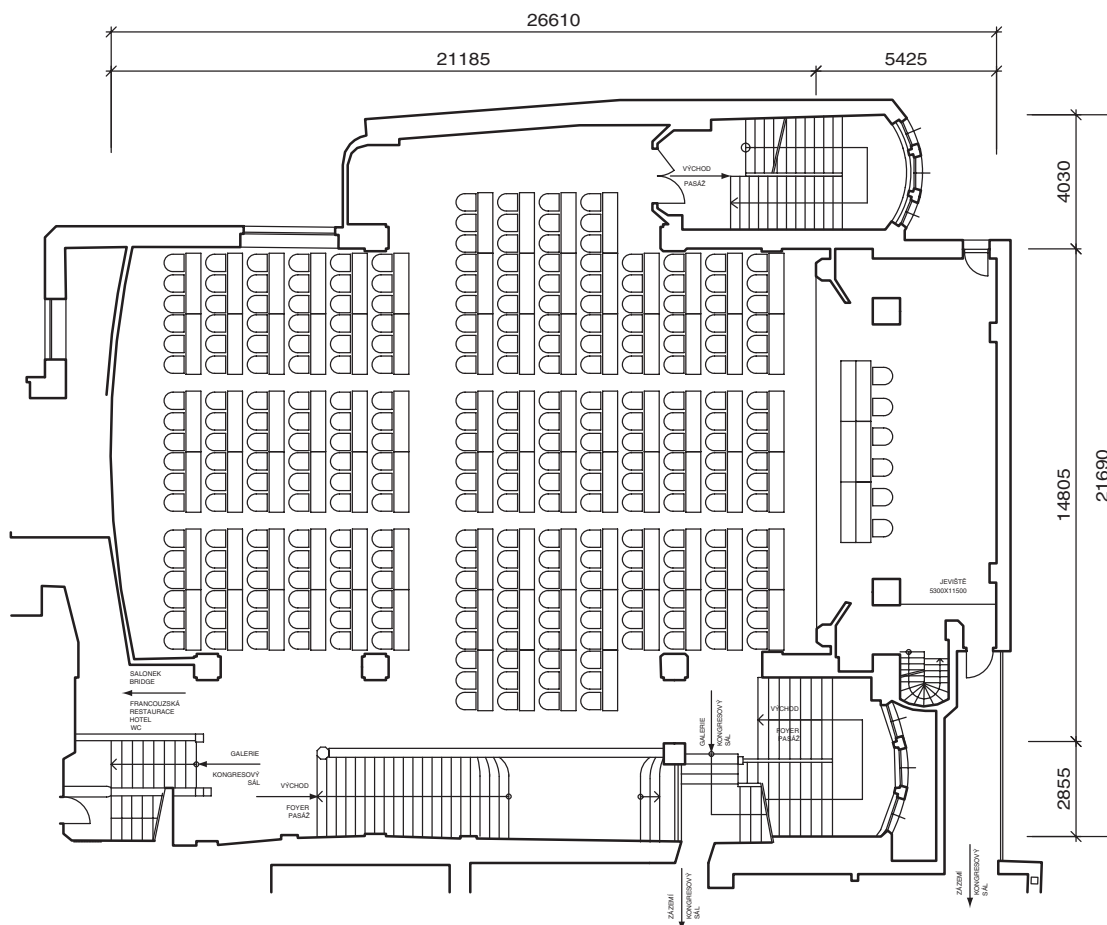 26610
21185
5425
4030
VÝCHOD
PASÁŽ
14805
21690
JEVIŠTĚ
5300X11500
SALONEK
BRIDGE
FRANCOUZSKÁ
RESTAURACE
HOTEL
WC
GALERIE
KONGRESOVÝ
SÁL
VÝCHOD
FOYER
PASÁŽ
GALERIE
KONGRESOVÝ
SÁL
VÝCHOD
FOYER
PASÁŽ
2855
ZÁZEMÍ
KONGRESOVÝ
SÁL
ZÁZEMÍ
KONGRESOVÝ
SÁL